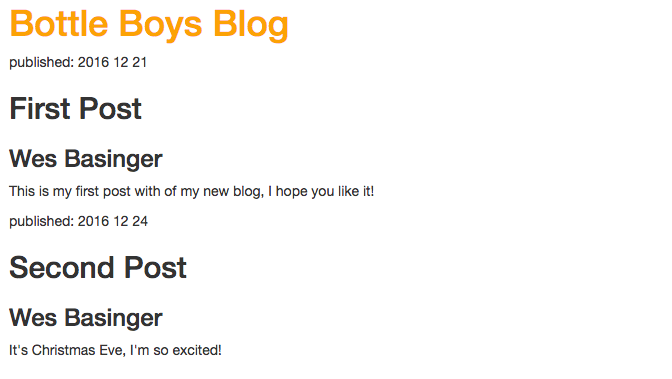 Bottle Boys Blog
published: 2016 12 21
First Post
Wes Basinger
This is my first post with of my new blog, I hope you like it!
published: 2016 12 24
Second Post
Wes Basinger
It's Christmas Eve, I'm so excited!